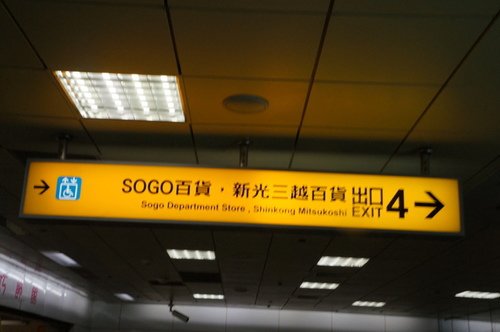 SOGO百貨，新光三越百貨 出口 4
Sogo Department Store , Shinkong Mitsukoshi EXIT